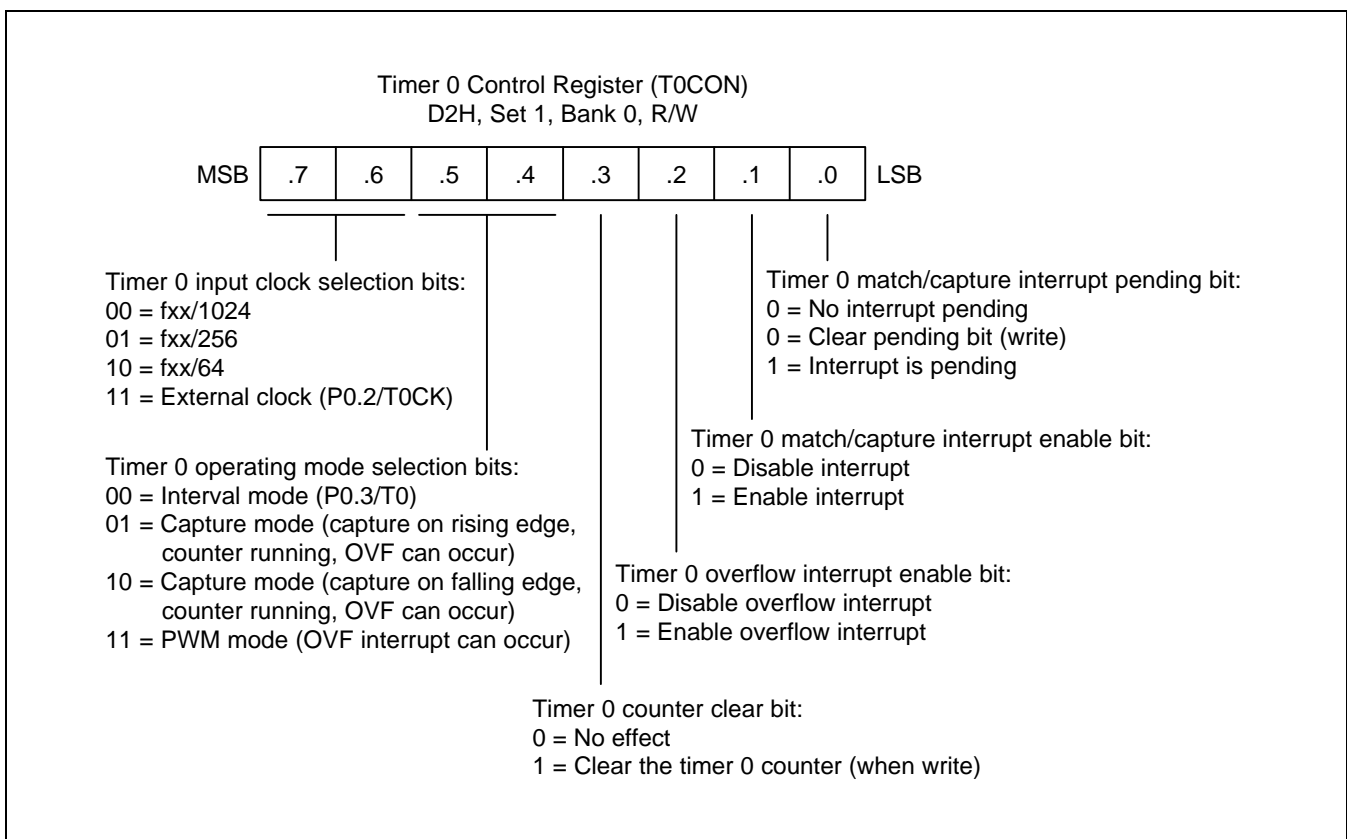 Timer 0 Control Register (T0CON)
D2H, Set 1, Bank 0, R/W
MSB .7 .6 .5 .4 .3 .2 .1 .0 LSB
Timer 0 input clock selection bits:
00 = fxx/1024
01 = fxx/256
10 = fxx/64
11 = External clock (P0.2/T0CK)
Timer 0 operating mode selection bits:
00 = Interval mode (P0.3/T0)
01 = Capture mode (capture on rising edge,
counter running, OVF can occur)
10 = Capture mode (capture on falling edge,
counter running, OVF can occur)
11 = PWM mode (OVF interrupt can occur)
Timer 0 match/capture interrupt pending bit:
0 = No interrupt pending
0 = Clear pending bit (write)
1 = Interrupt is pending
Timer 0 match/capture interrupt enable bit:
0 = Disable interrupt
1 = Enable interrupt
Timer 0 overflow interrupt enable bit:
0 = Disable overflow interrupt
1 = Enable overflow interrupt
Timer 0 counter clear bit:
0 = No effect
1 = Clear the timer 0 counter (when write)